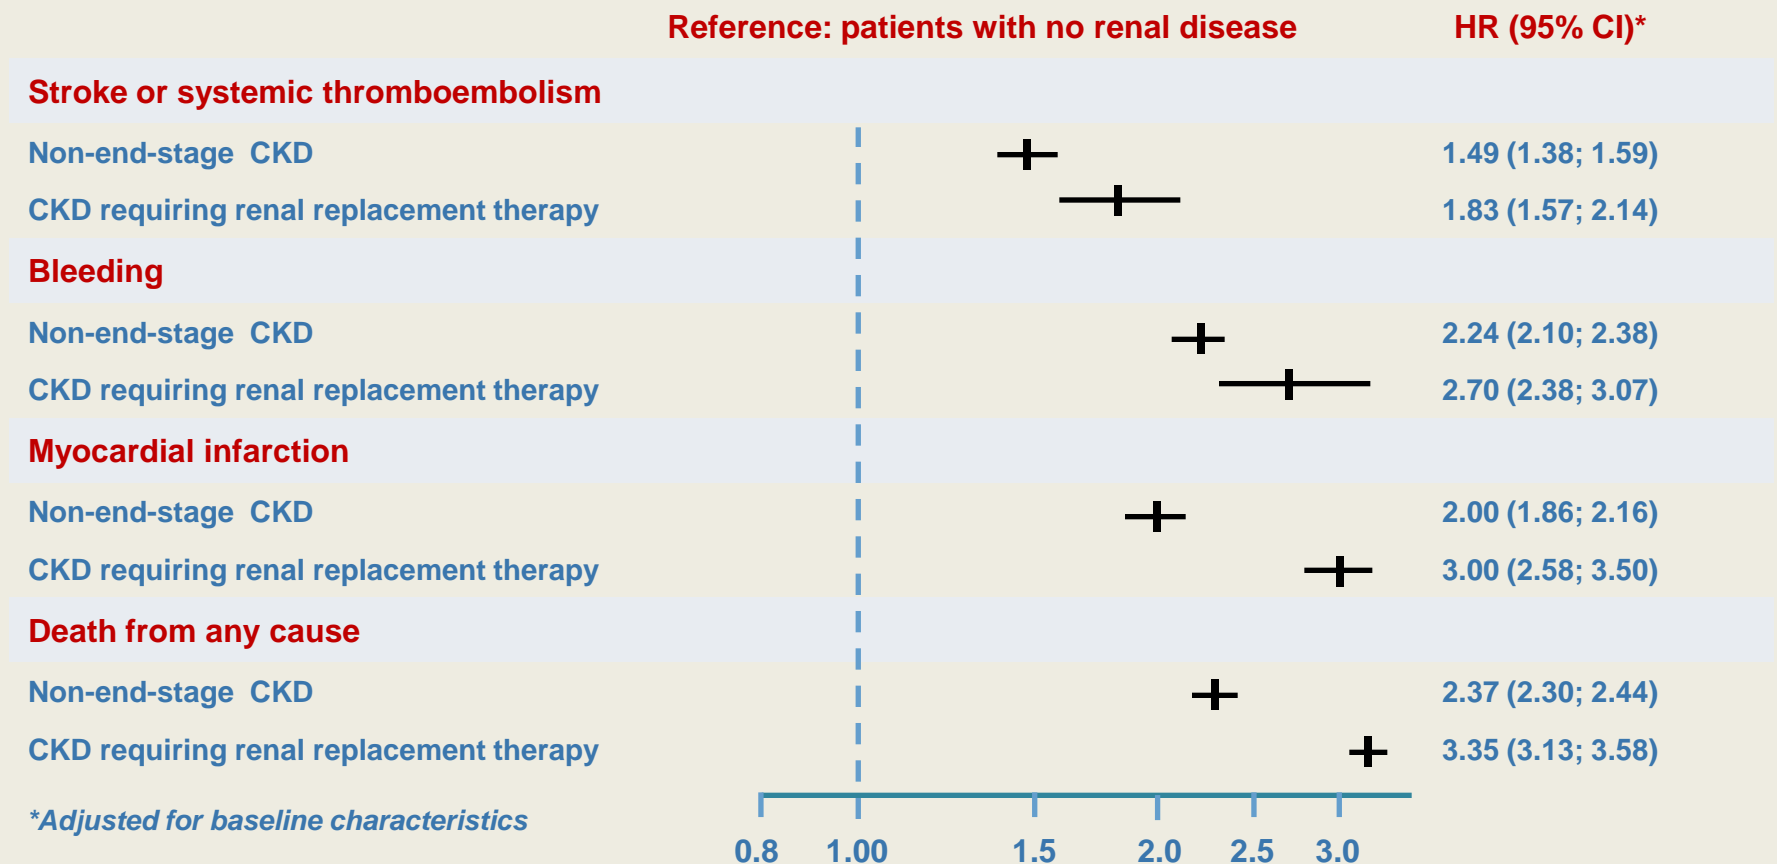 Reference: patients with no renal disease HR (95% CI)*
Stroke or systemic thromboembolism
Non-end-stage CKD 1.49 (1.38; 1.59)
CKD requiring renal replacement therapy 1.83 (1.57; 2.14)
Bleeding
Non-end-stage CKD 2.24 (2.10; 2.38)
CKD requiring renal replacement therapy 2.70 (2.38; 3.07)
Myocardial infarction
Non-end-stage CKD 2.00 (1.86; 2.16)
CKD requiring renal replacement therapy 3.00 (2.58; 3.50)
Death from any cause
Non-end-stage CKD 2.37 (2.30; 2.44)
CKD requiring renal replacement therapy 3.35 (3.13; 3.58)
*Adjusted for baseline characteristics
0.8 1.00 1.5 2.0 2.5 3.0